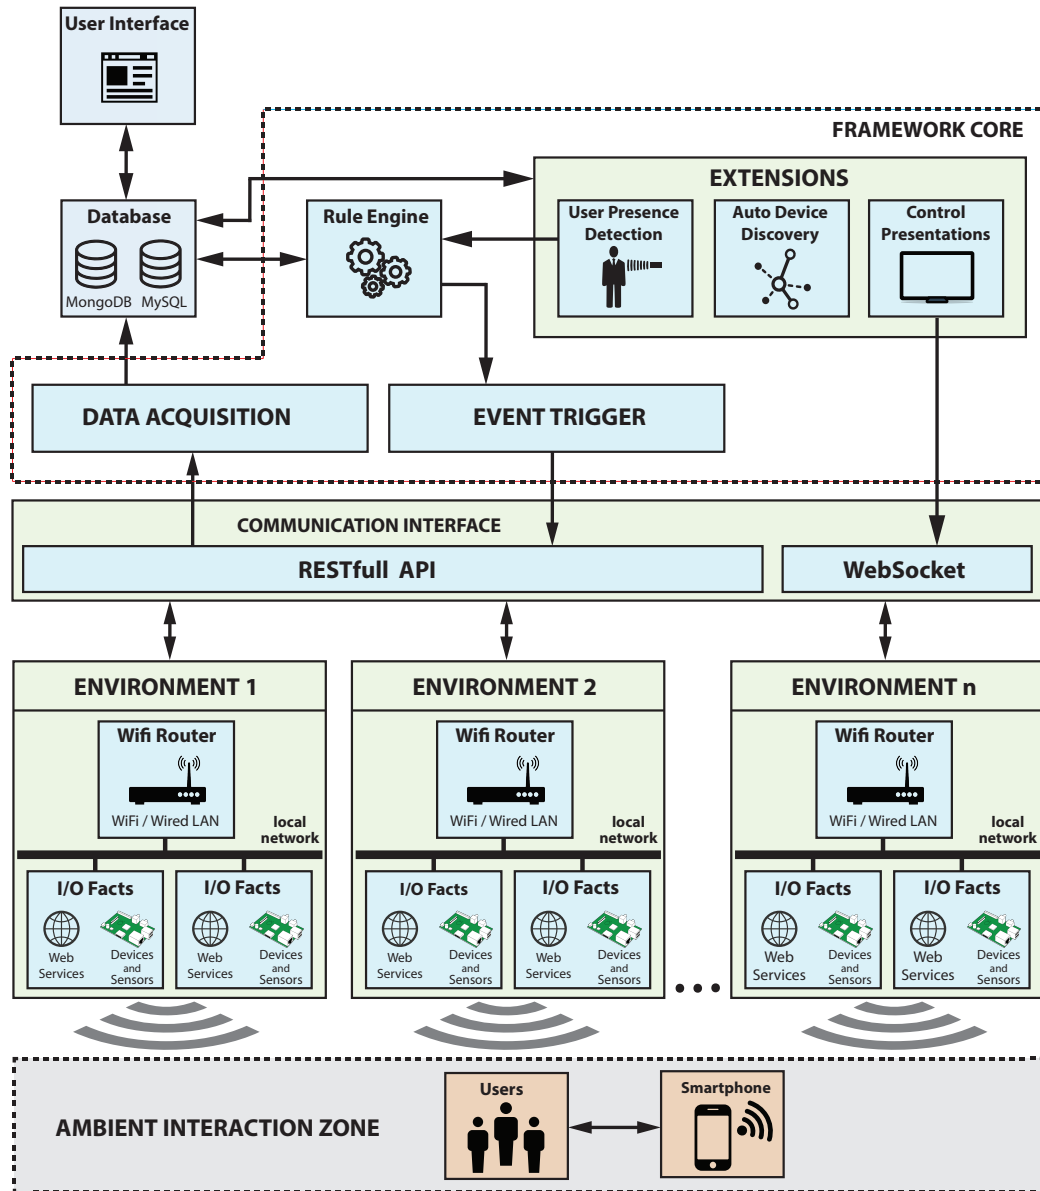 User Interface
FRAMEWORK CORE
EXTENSIONS
Database
MongoDB MySQL
Rule Engine
User Presence
Detection
Auto Device
Discovery
Control
Presentations
DATA ACQUISITION
EVENT TRIGGER
COMMUNICATION INTERFACE
RESTfull API
WebSocket
ENVIRONMENT 1
Wifi Router
WiFi / Wired LAN
local
network
I/O Facts
Web
Services
Devices
and
Sensors
I/O Facts
Web
Services
Devices
and
Sensors
ENVIRONMENT 2
Wifi Router
WiFi / Wired LAN
local
network
I/O Facts
Web
Services
Devices
and
Sensors
I/O Facts
Web
Services
Devices
and
Sensors
...
ENVIRONMENT n
Wifi Router
WiFi / Wired LAN
local
network
I/O Facts
Web
Services
Devices
and
Sensors
I/O Facts
Web
Services
Devices
and
Sensors
AMBIENT INTERACTION ZONE
Users
Smartphone